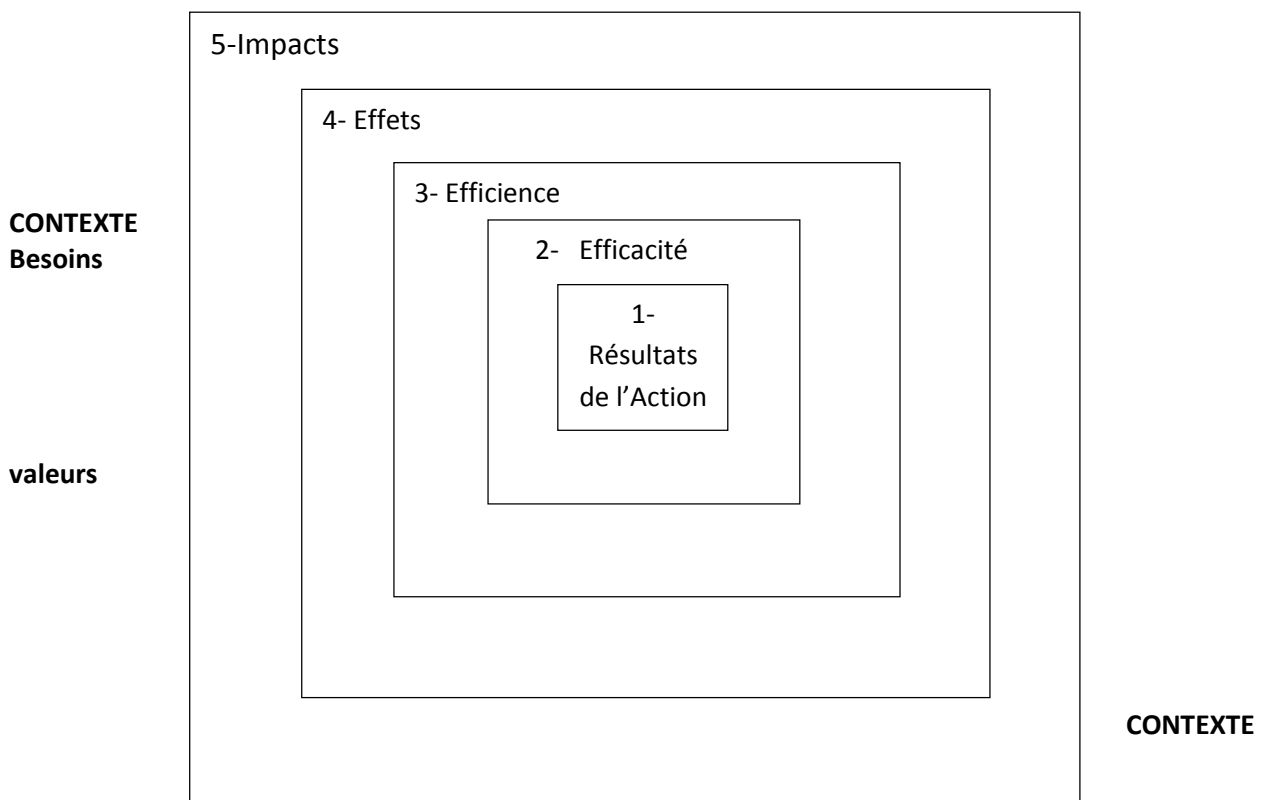 5-Impacts
4- Effets
3- Efficience
CONTEXTE
Besoins
2- Efficacité
1-
Résultats
de l’Action
valeurs
CONTEXTE